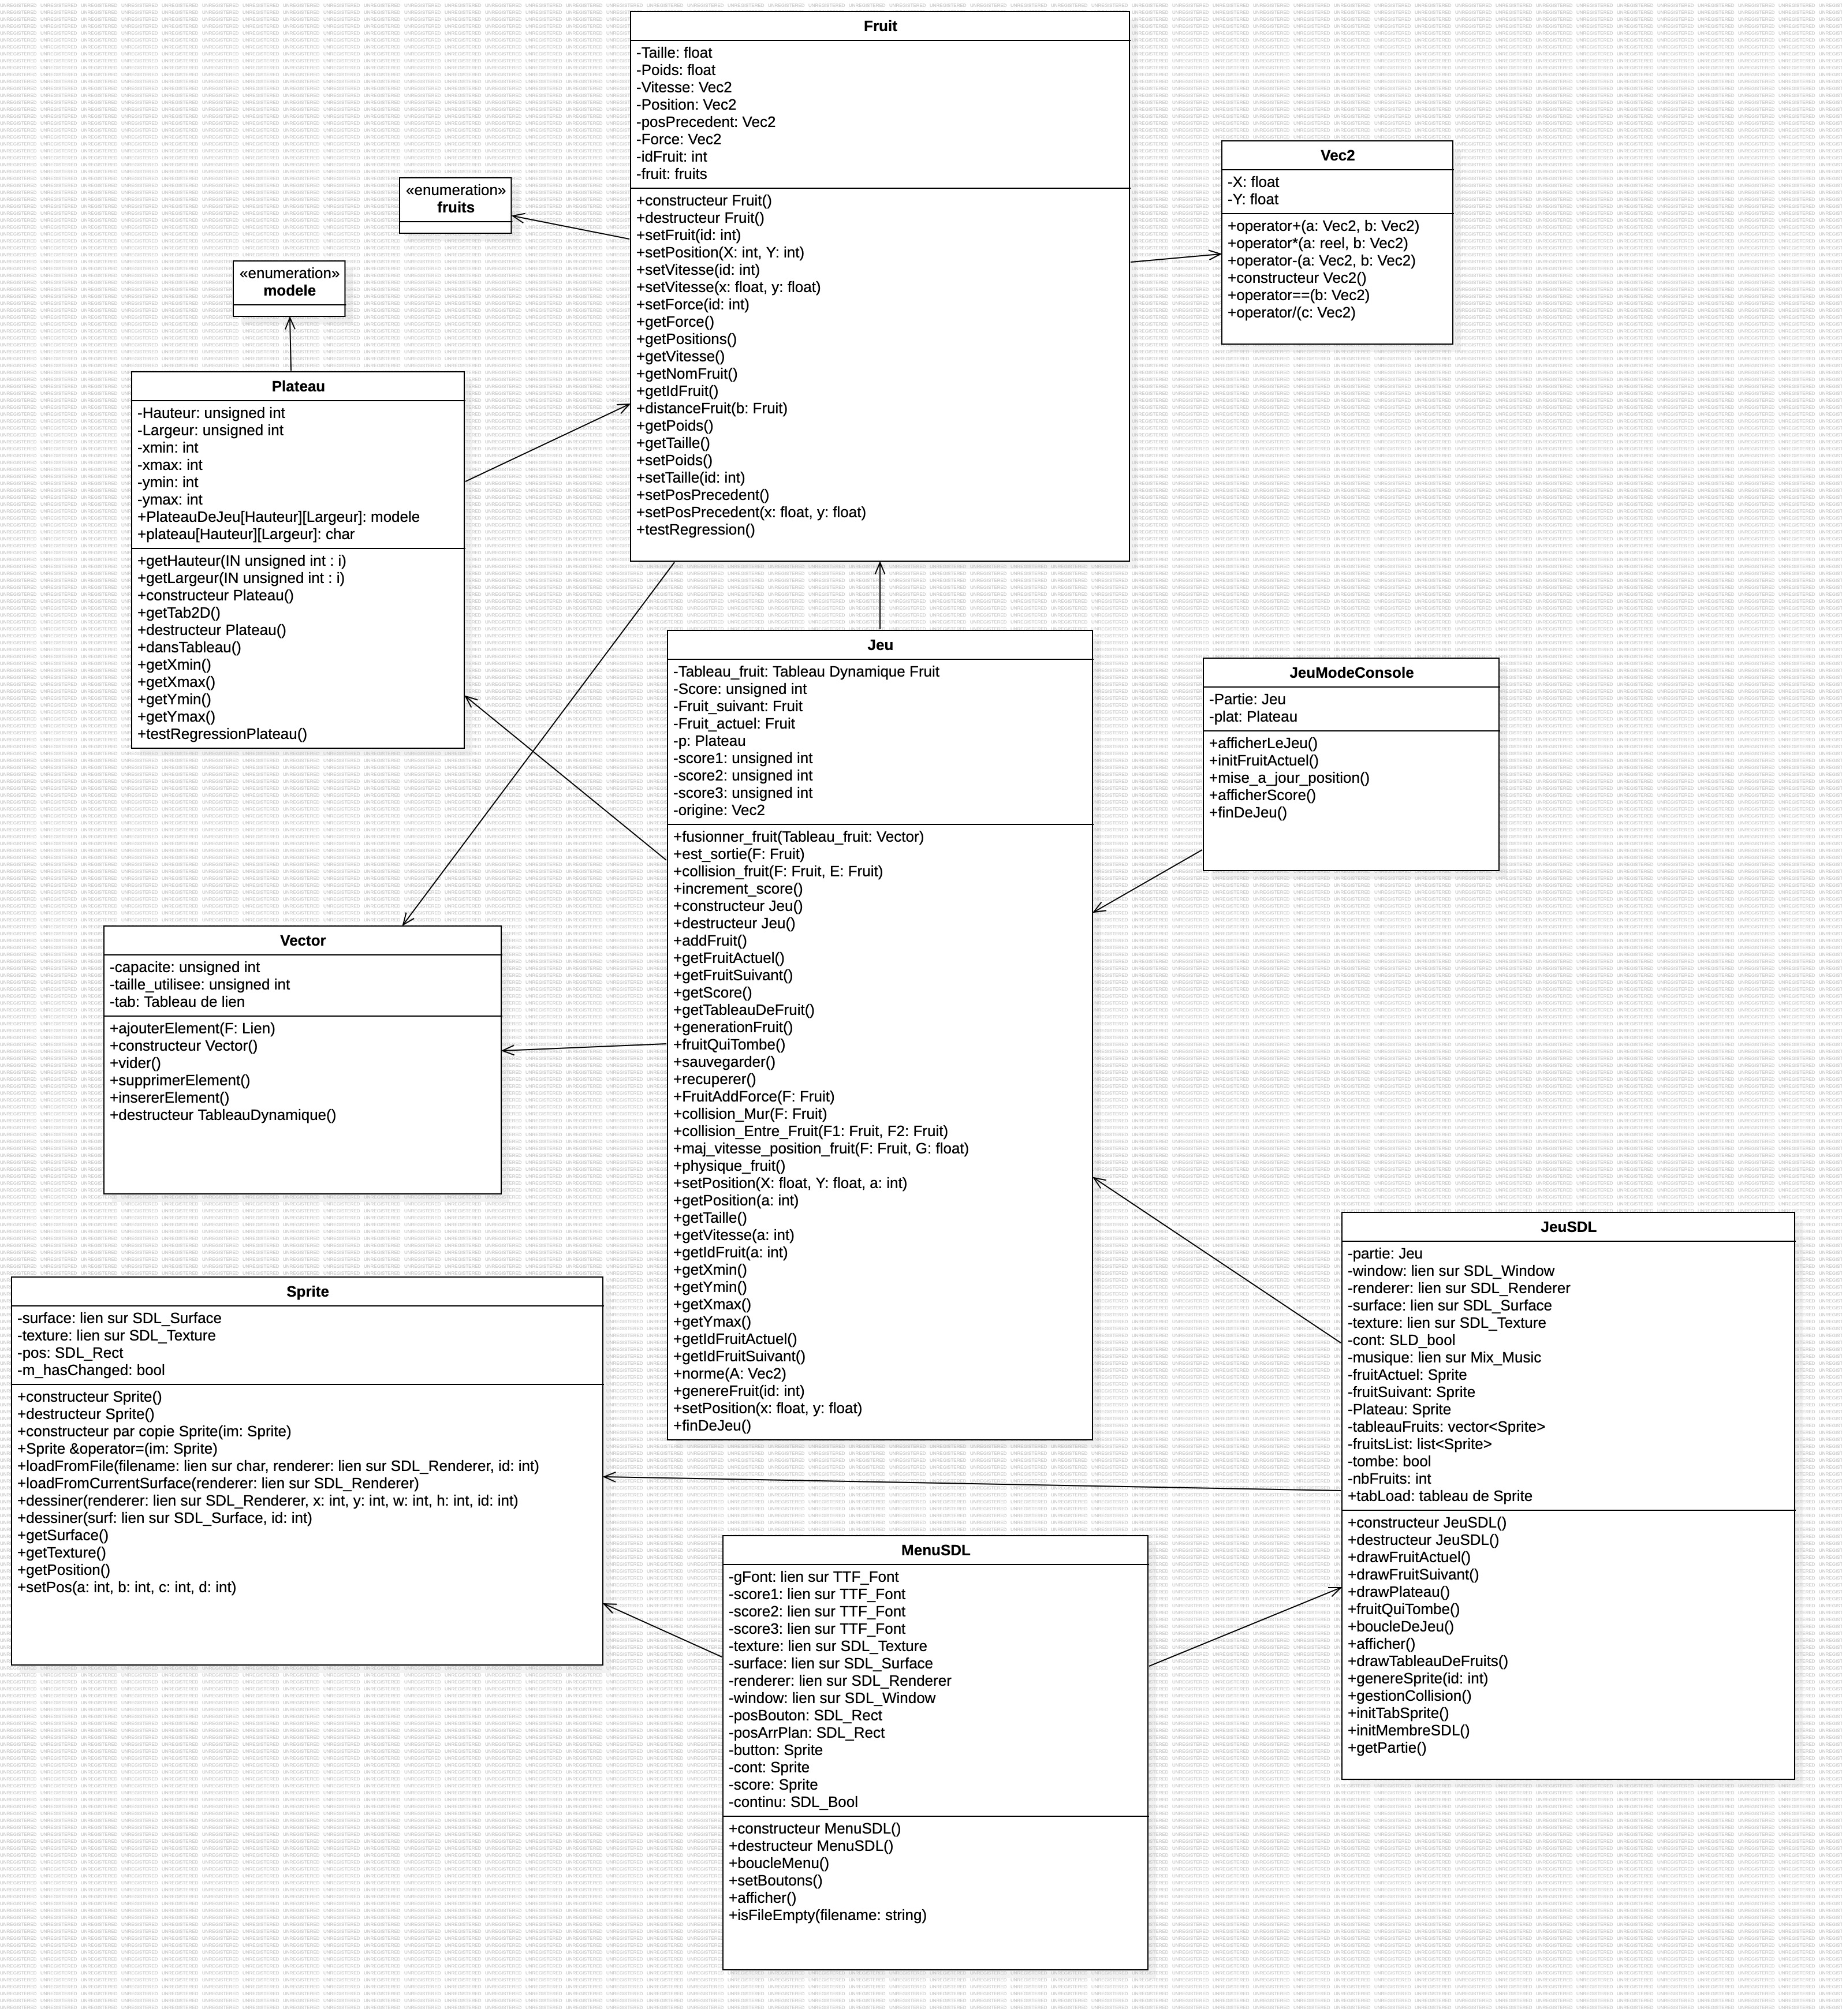 Fruit
-Taille: float
-Poids: float
-Vitesse: Vec2
-Position: Vec2
-posPrecedent: Vec2
-Force: Vec2
-idFruit: int
-fruit: fruits
+constructeur Fruit()
+destructeur Fruit()
+setFruit(id: int)
+setPosition(X: int, Y: int)
+setVitesse(id: int)
+setVitesse(x: float, y: float)
+setForce(id: int)
+getForce()
+getPositions()
+getVitesse()
+getNomFruit()
+getIdFruit()
+distanceFruit(b: Fruit)
+getPoids()
+getTaille()
+setPoids()
+setTaille(id: int)
+setPosPrecedent()
+setPosPrecedent(x: float, y: float)
+testRegression()
Vec2
-X: float
-Y: float
+operator+(a: Vec2, b: Vec2)
+operator*(a: reel, b: Vec2)
+operator-(a: Vec2, b: Vec2)
+constructeur Vec2()
+operator==(b: Vec2)
+operator/(c: Vec2)
«enumeration»
fruits
«enumeration»
modele
Plateau
-Hauteur: unsigned int
-Largeur: unsigned int
-xmin: int
-xmax: int
-ymin: int
-ymax: int
+PlateauDeJeu[Hauteur][Largeur]: modele
+plateau[Hauteur][Largeur]: char
+getHauteur(IN unsigned int : i)
+getLargeur(IN unsigned int : i)
+constructeur Plateau()
+getTab2D()
+destructeur Plateau()
+dansTableau()
+getXmin()
+getXmax()
+getYmin()
+getYmax()
+testRegressionPlateau()
Jeu
-Tableau_fruit: Tableau Dynamique Fruit
-Score: unsigned int
-Fruit_suivant: Fruit
-Fruit_actuel: Fruit
-p: Plateau
-score1: unsigned int
-score2: unsigned int
-score3: unsigned int
-origine: Vec2
+fusionner_fruit(Tableau_fruit: Vector)
+est_sortie(F: Fruit)
+collision_fruit(F: Fruit, E: Fruit)
+increment_score()
+constructeur Jeu()
+destructeur Jeu()
+addFruit()
+getFruitActuel()
+getFruitSuivant()
+getScore()
+getTableauDeFruit()
+generationFruit()
+fruitQuiTombe()
+sauvegarder()
+recuperer()
+FruitAddForce(F: Fruit)
+collision_Mur(F: Fruit)
+collision_Entre_Fruit(F1: Fruit, F2: Fruit)
+maj_vitesse_position_fruit(F: Fruit, G: float)
+physique_fruit()
+setPosition(X: float, Y: float, a: int)
+getPosition(a: int)
+getTaille()
+getVitesse(a: int)
+getIdFruit(a: int)
+getXmin()
+getYmin()
+getXmax()
+getYmax()
+getIdFruitActuel()
+getIdFruitSuivant()
+norme(A: Vec2)
+genereFruit(id: int)
+setPosition(x: float, y: float)
+finDeJeu()
JeuModeConsole
-Partie: Jeu
-plat: Plateau
+afficherLeJeu()
+initFruitActuel()
+mise_a_jour_position()
+afficherScore()
+finDeJeu()
Vector
-capacite: unsigned int
-taille_utilisee: unsigned int
-tab: Tableau de lien
+ajouterElement(F: Lien)
+constructeur Vector()
+vider()
+supprimerElement()
+insererElement()
+destructeur TableauDynamique()
Sprite
-surface: lien sur SDL_Surface
-texture: lien sur SDL_Texture
-pos: SDL_Rect
-m_hasChanged: bool
+constructeur Sprite()
+destructeur Sprite()
+constructeur par copie Sprite(im: Sprite)
+Sprite &operator=(im: Sprite)
+loadFromFile(filename: lien sur char, renderer: lien sur SDL_Renderer, id: int)
+loadFromCurrentSurface(renderer: lien sur SDL_Renderer)
+dessiner(renderer: lien sur SDL_Renderer, x: int, y: int, w: int, h: int, id: int)
+dessiner(surf: lien sur SDL_Surface, id: int)
+getSurface()
+getTexture()
+getPosition()
+setPos(a: int, b: int, c: int, d: int)
JeuSDL
-partie: Jeu
-window: lien sur SDL_Window
-renderer: lien sur SDL_Renderer
-surface: lien sur SDL_Surface
-texture: lien sur SDL_Texture
-cont: SLD_bool
-musique: lien sur Mix_Music
-fruitActuel: Sprite
-fruitSuivant: Sprite
-Plateau: Sprite
-tableauFruits: vector<Sprite>
-fruitsList: list<Sprite>
-tombe: bool
-nbFruits: int
+tabLoad: tableau de Sprite
+constructeur JeuSDL()
+destructeur JeuSDL()
+drawFruitActuel()
+drawFruitSuivant()
+drawPlateau()
+fruitQuiTombe()
+boucleDeJeu()
+afficher()
+drawTableauDeFruits()
+genereSprite(id: int)
+gestionCollision()
+initTabSprite()
+initMembreSDL()
+getPartie()
MenuSDL
-gFont: lien sur TTF_Font
-score1: lien sur TTF_Font
-score2: lien sur TTF_Font
-score3: lien sur TTF_Font
-texture: lien sur SDL_Texture
-surface: lien sur SDL_Surface
-renderer: lien sur SDL_Renderer
-window: lien sur SDL_Window
-posBouton: SDL_Rect
-posArrPlan: SDL_Rect
-button: Sprite
-cont: Sprite
-score: Sprite
-continu: SDL_Bool
+constructeur MenuSDL()
+destructeur MenuSDL()
+boucleMenu()
+setBoutons()
+afficher()
+isFileEmpty(filename: string)
UNREGISTERED